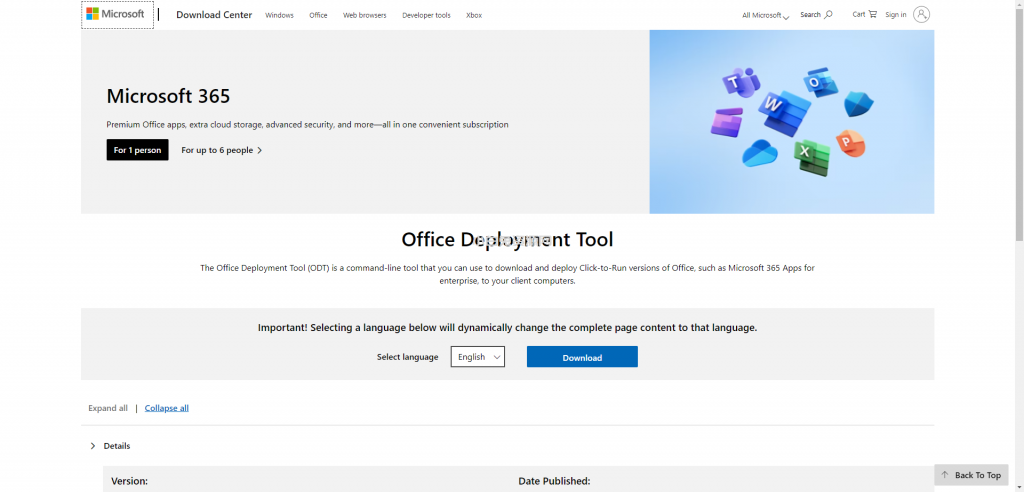 Microsoft
Download Center
Windows
Office
Web browsers
Developer tools
Xbox
All Microsoft
Search
Cart
Sign in
Microsoft 365
Premium Office apps, extra cloud storage, advanced security, and more—all in one convenient subscription
For 1 person
For up to 6 people
Office Deployment Tool
The Office Deployment Tool (ODT) is a command-line tool that you can use to download and deploy Click-to-Run versions of Office, such as Microsoft 365 Apps for
enterprise, to your client computers.
Important! Selecting a language below will dynamically change the complete page content to that language.
Select language
English
Download
Expand all | Collapse all
Details
Version:
Date Published:
Back To Top